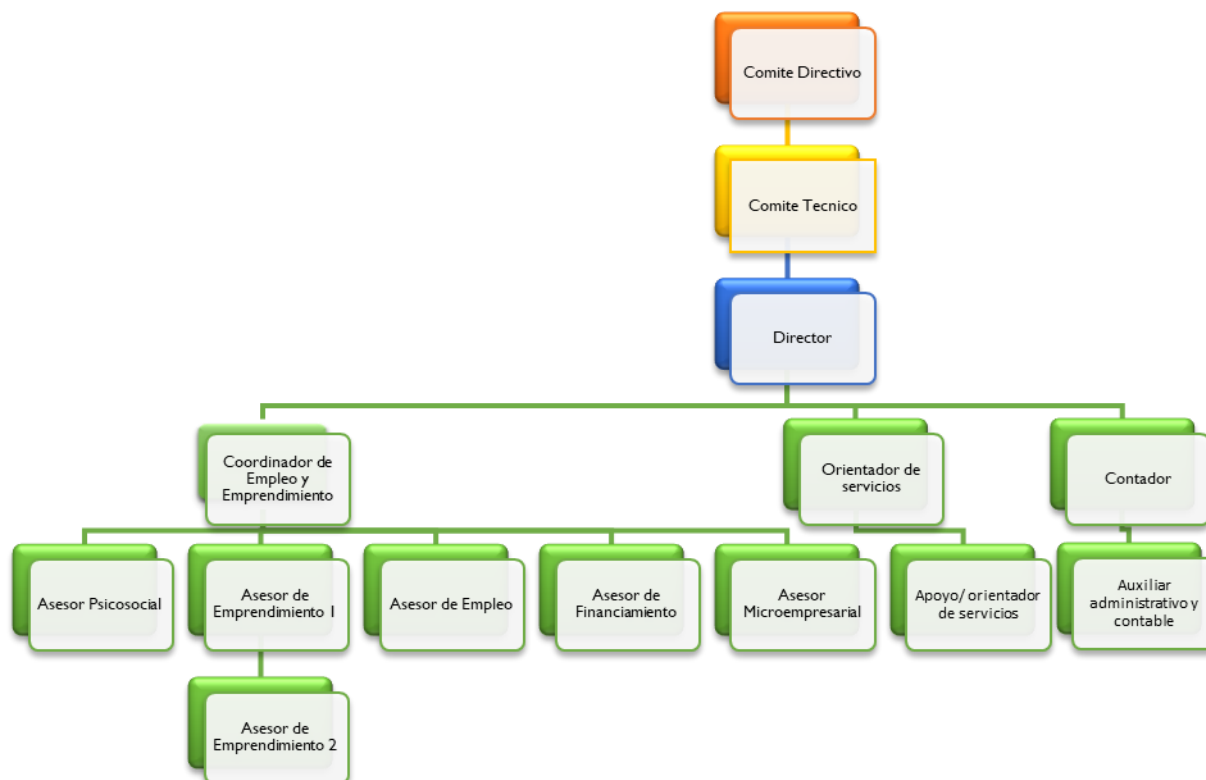 Comite Directivo
Comite Tecnico
Director
Coordinador de
Empleo y
Emprendimiento
Orientador de
servicios
Contador
Asesor Psicosocial
Asesor de
Emprendimiento 1
Asesor de Empleo
Asesor de
Financiamiento
Asesor
Microempresarial
Apoyo/ orientador
de servicios
Auxiliar
administrativo y
contable
Asesor de
Emprendimiento 2